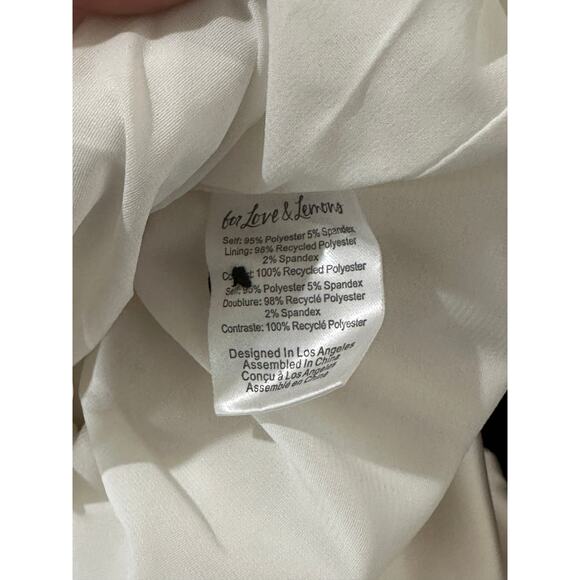 for Love & Lemons
Self: 95% Polyester 5% Spandex
Lining: 98% Recycled Polyester
2% Spandex
100% Recycled Polyester
95% Polyester 5% Spandex
Doublure: 98% Recyclé Polyester
2% Spandex
Contraste: 100% Recyclé Polyester
Designed In Los Angeles
Assembled In China
Conçu à Los Angeles
Assemblé en China